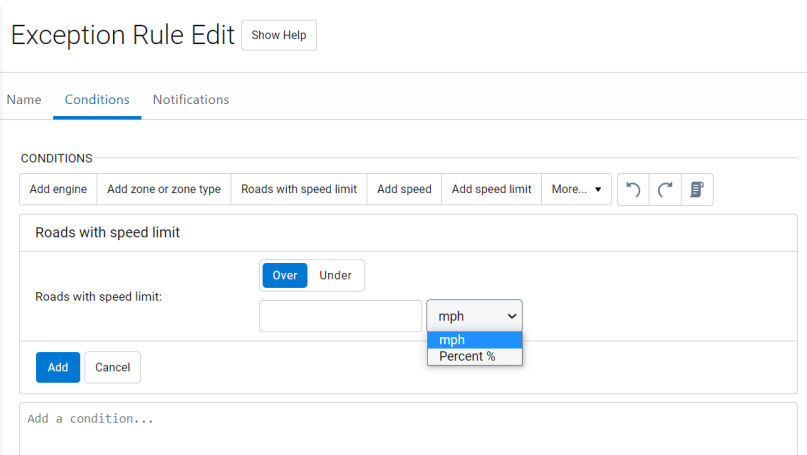 Exception Rule Edit Show Help
Name Conditions Notifications
CONDITIONS
Add engine Add zone or zone type Roads with speed limit Add speed Add speed limit More...
Roads with speed limit
Over Under
Roads with speed limit:
mph
mph
Percent %
Add Cancel
Add a condition...